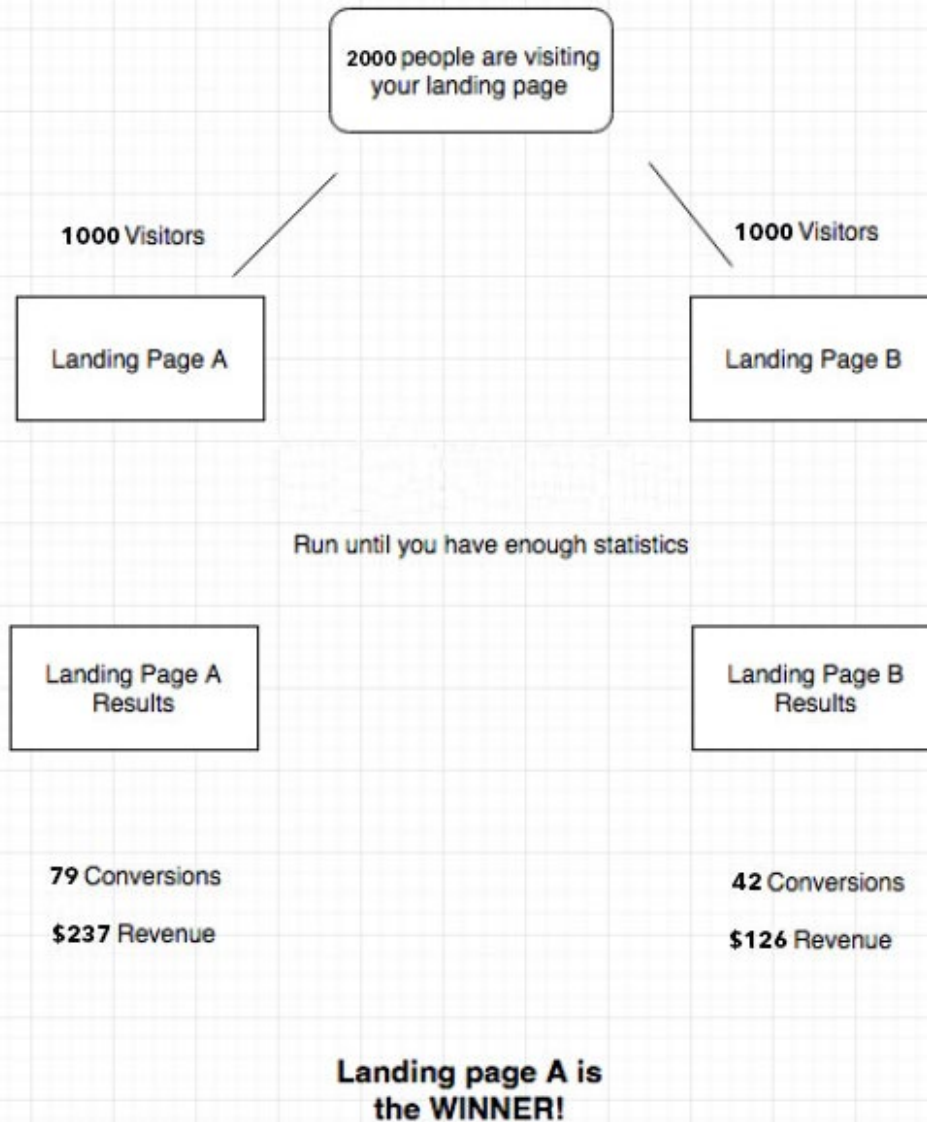 2000 people are visiting
your landing page
1000 Visitors
1000 Visitors
Landing Page A
Landing Page B
Run until you have enough statistics
Landing Page A
Results
Landing Page B
Results
79 Conversions
42 Conversions
$237 Revenue
$126 Revenue
Landing page A is
the WINNER!